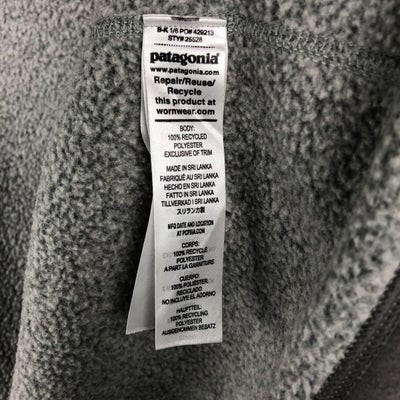 B-K 1/6 PO# 429213
STY# 25528
patagonia
www.patagonia.com
Repair/Reuse/
Recycle
this product at
wornwear.com
BODY:
100% RECYCLED
POLYESTER
EXCLUSIVE OF TRIM
MADE IN SRI LANKA
FABRIQUÉ AU SRI LANKA
HECHO EN SRI LANKA
FATTO IN SRI LANKA
TILLVERKAD I SRI LANKA
スリランカ製
MFG DATE AND LOCATION
AT PCPSIA.COM
CORPS:
100% RECYCLÉ
POLYESTER
A PART LA GARNITURE
CUERPO:
100% POLIÉSTER
RECICLADO
NO INCLUYE EL ADORNO
HAUPTTEIL:
100% RECYCLING
POLYESTER
AUSGENOMMEN BESATZ